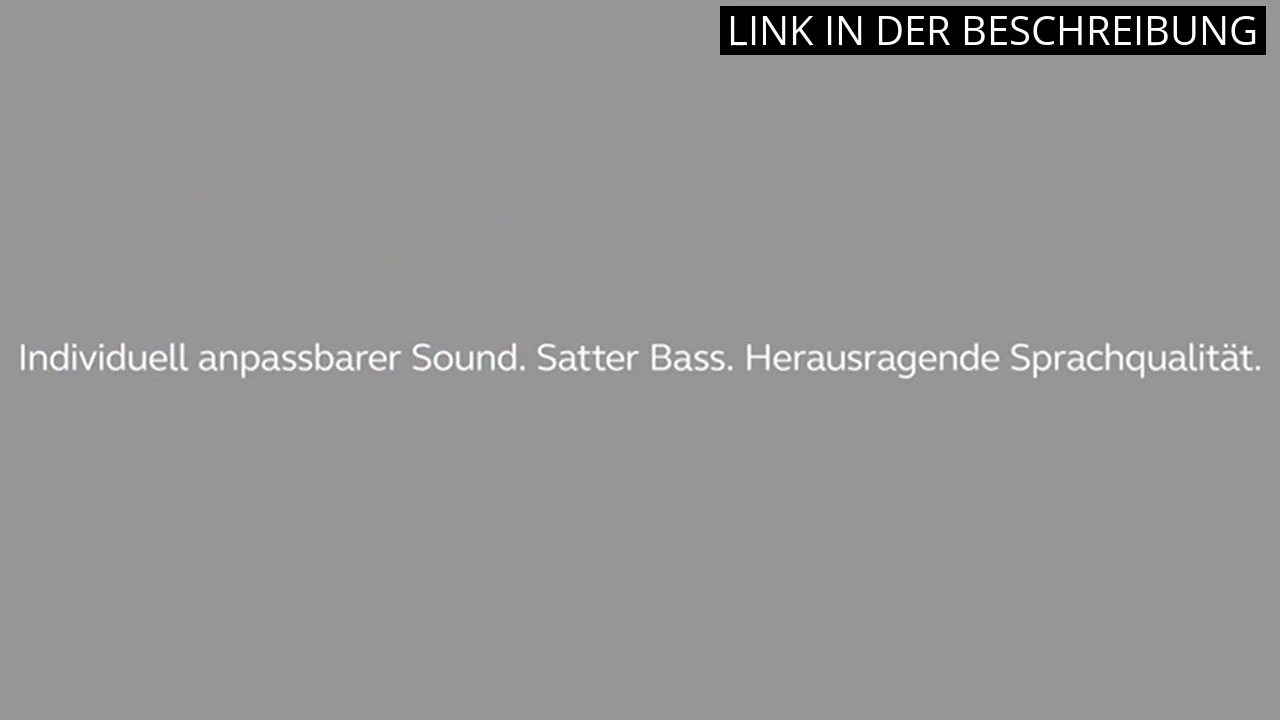 LINK IN DER BESCHREIBUNG
Individuell anpassbarer Sound. Satter Bass. Herausragende Sprachqualität.